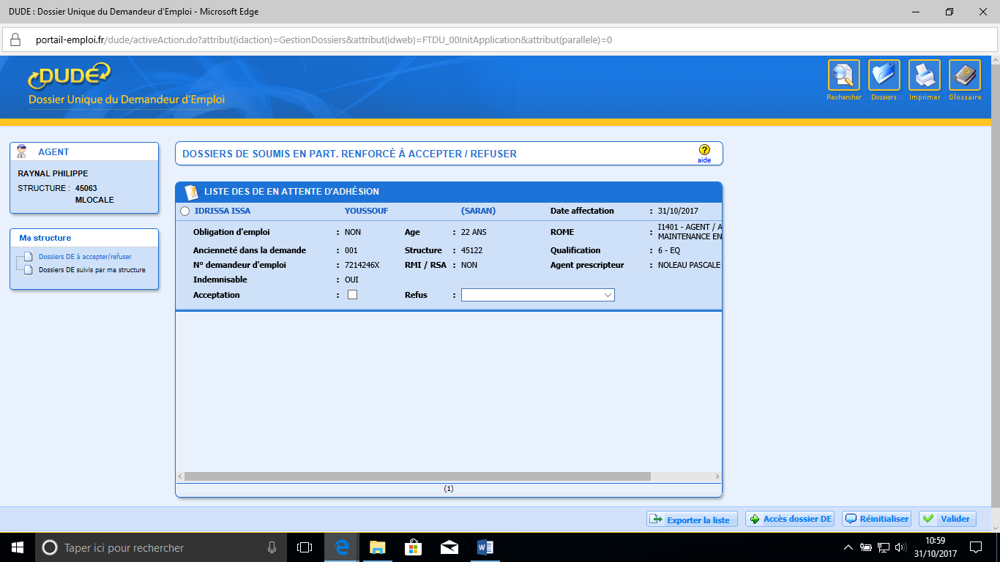 DUDE : Dossier Unique du Demandeur d'Emploi - Microsoft Edge
portail-emploi.fr/dude/activeAction.do?attribut(idaction)=GestionDossiers&attribut(idweb)=FTDU_00InitApplication&attribut(parallele)=0
DUDE
Dossier Unique du Demandeur d'Emploi
Rechercher Dossiers Imprimer Glossaire
AGENT
RAYNAL PHILIPPE
STRUCTURE : 45063
MLOCALE
Ma structure
Dossiers DE à accepter/refuser
Dossiers DE suivis par ma structure
DOSSIERS DE SOUMIS EN PART. RENFORCÉ À ACCEPTER / REFUSER
? aide
LISTE DES DE EN ATTENTE D'ADHÉSION
IDRISSA ISSA YOUSSOUF (SARAN) Date affectation : 31/10/2017
Obligation d'emploi : NON Age : 22 ANS ROME : I1401 - AGENT / A
MAINTENANCE EN
Ancienneté dans la demande : 001 Structure : 45122 Qualification : 6 - EQ
N° demandeur d'emploi : 7214246X RMI / RSA : NON Agent prescripteur : NOLEAU PASCALE
Indemnisable : OUI
Acceptation : Refus :
(1)
Exporter la liste Accès dossier DE Réinitialiser Valider
Taper ici pour rechercher
10:59
31/10/2017